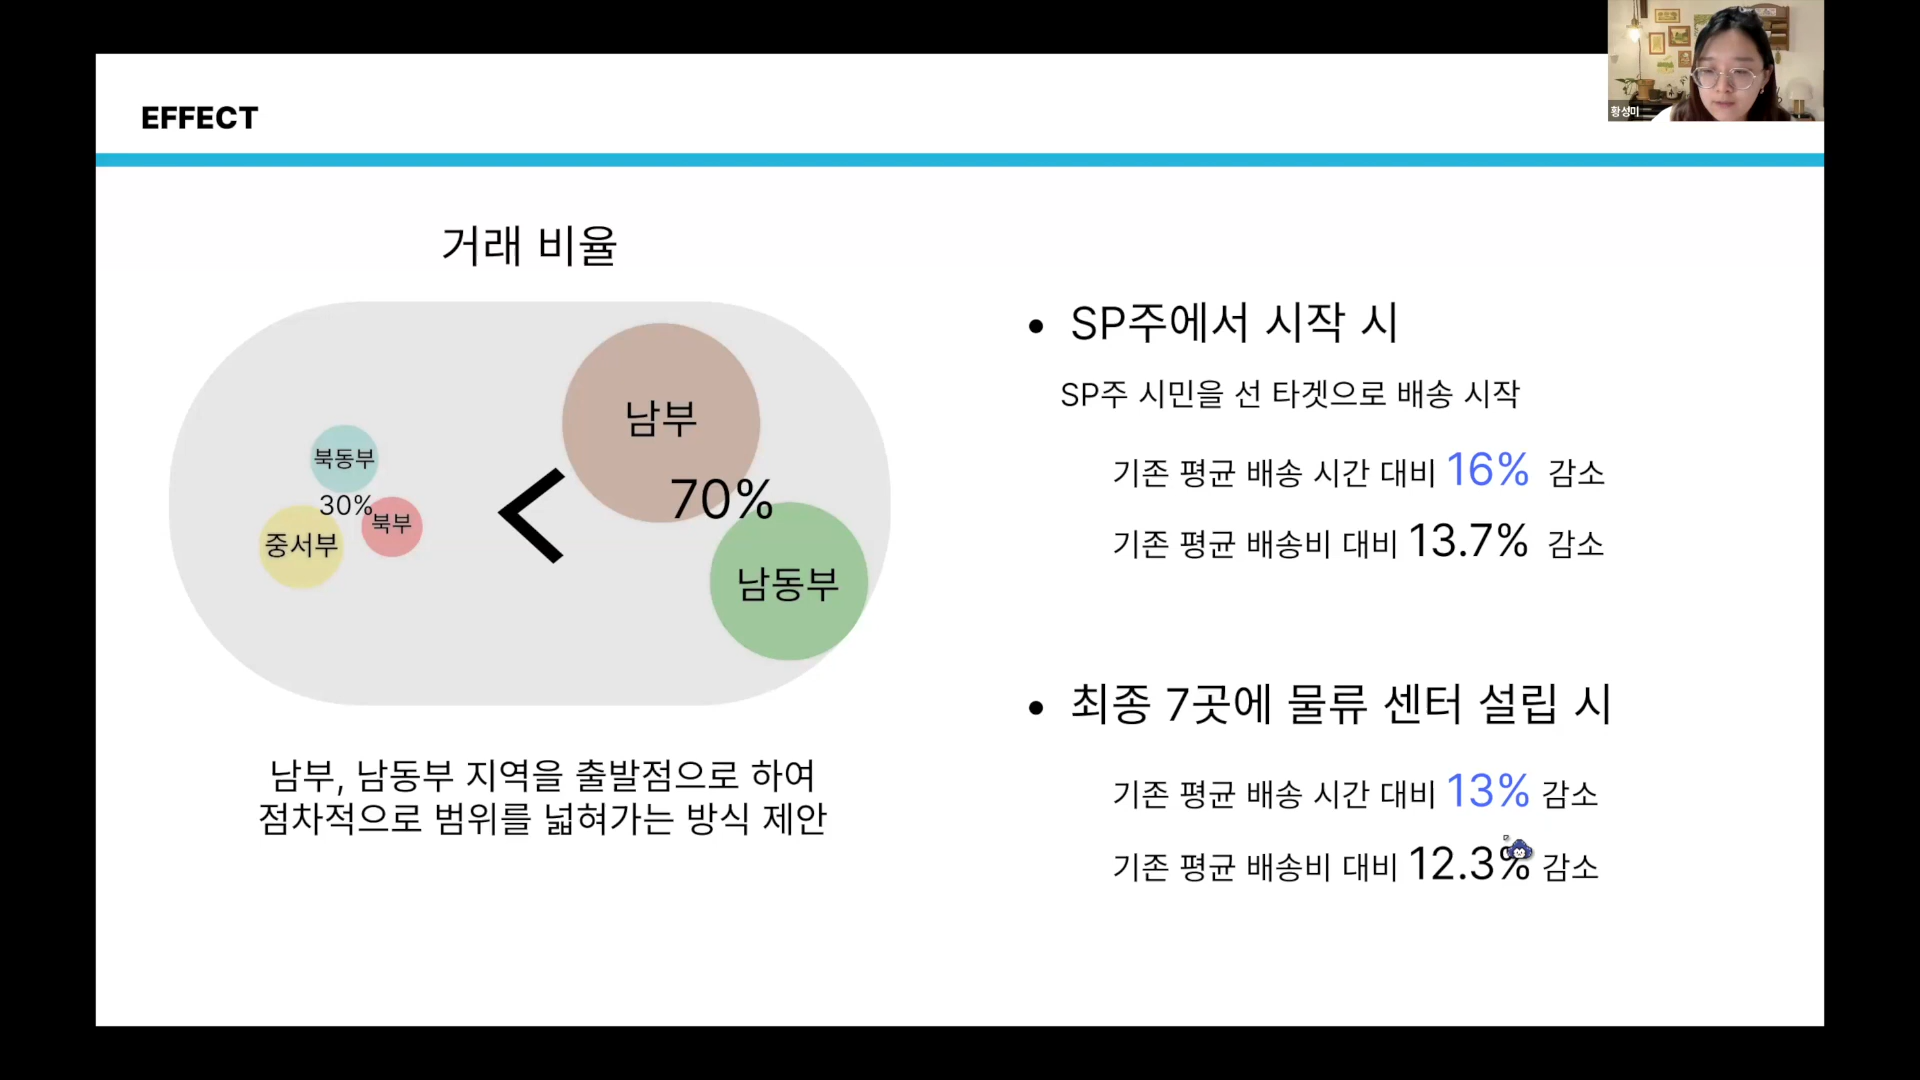 황성미
EFFECT
거래 비율
남부
북동부
30%
북부
중서부
<
70%
남동부
남부, 남동부 지역을 출발점으로 하여
점차적으로 범위를 넓혀가는 방식 제안
• SP주에서 시작 시
SP주 시민을 선 타겟으로 배송 시작
기존 평균 배송 시간 대비 16% 감소
기존 평균 배송비 대비 13.7% 감소
• 최종 7곳에 물류 센터 설립 시
기존 평균 배송 시간 대비 13% 감소
기존 평균 배송비 대비 12.3% 감소